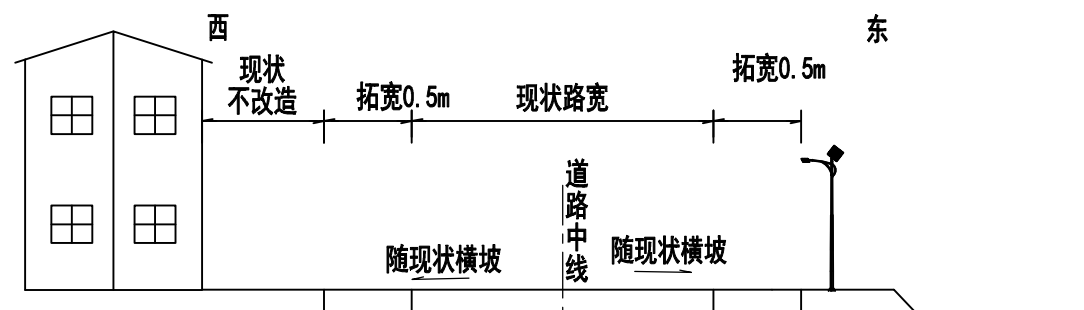 西
东
现状
不改造
拓宽0.5m
现状路宽
拓宽0.5m
道路中线
随现状横坡
随现状横坡